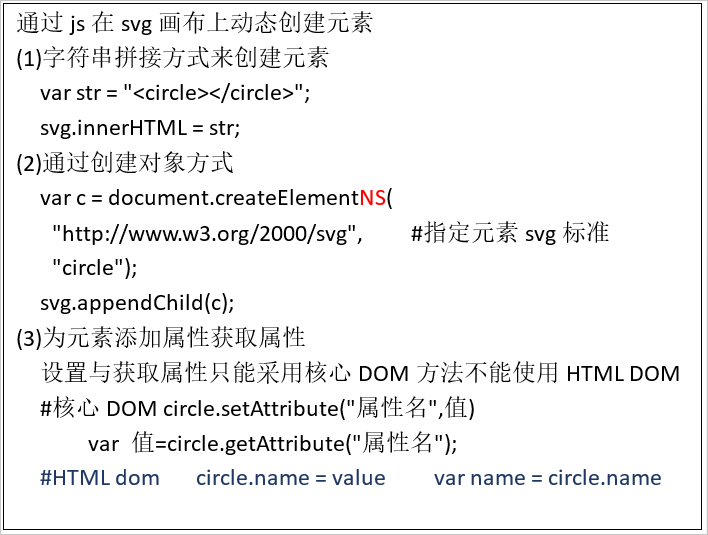 通过 js 在 svg 画布上动态创建元素
(1)字符串拼接方式来创建元素
var str = "<circle></circle>";
svg.innerHTML = str;
(2)通过创建对象方式
var c = document.createElementNS(
"http://www.w3.org/2000/svg", #指定元素 svg 标准
"circle");
svg.appendChild(c);
(3)为元素添加属性获取属性
设置与获取属性只能采用核心 DOM 方法不能使用 HTML DOM
#核心 DOM circle.setAttribute("属性名",值)
var 值=circle.getAttribute("属性名");
#HTML dom circle.name = value var name = circle.name